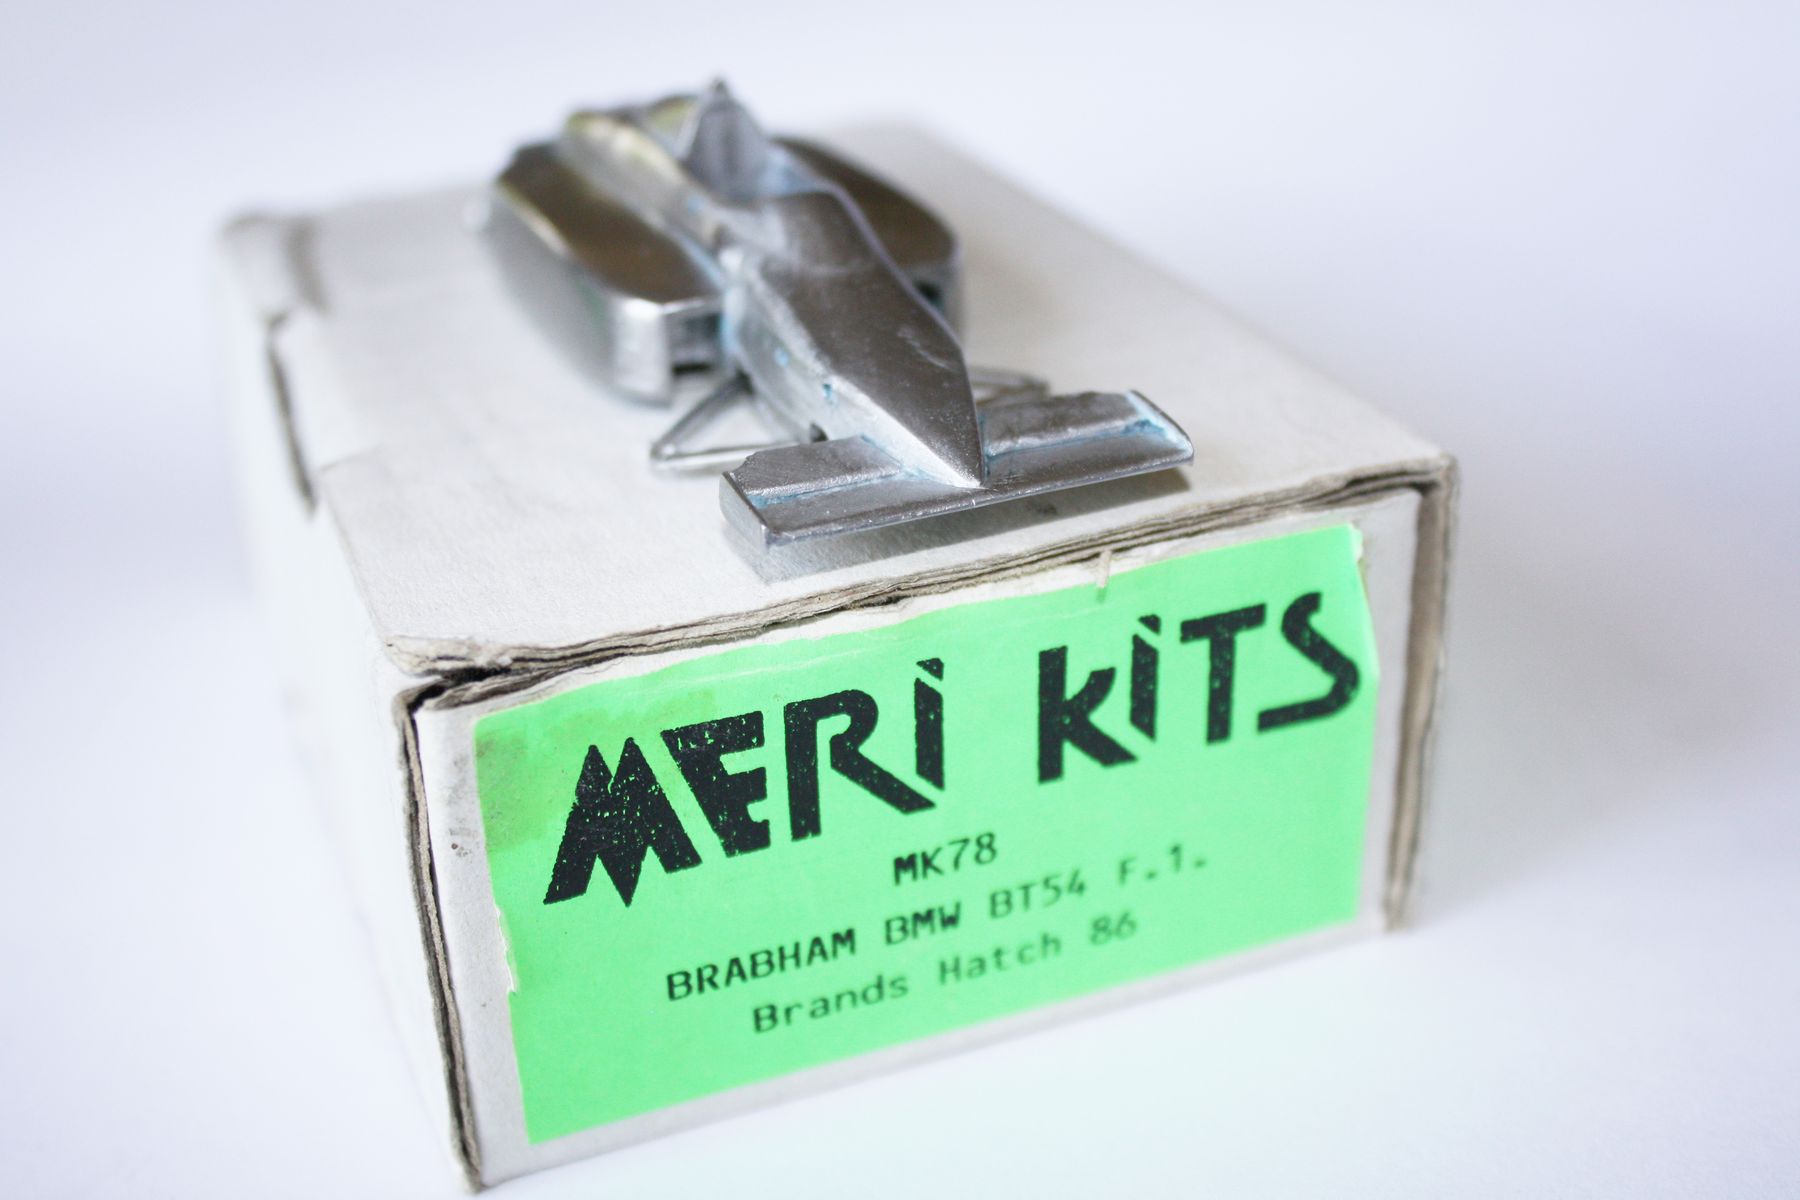 MERi KiTS
MK78
BRABHAM BMW BT54 F.1.
Brands Hatch 86